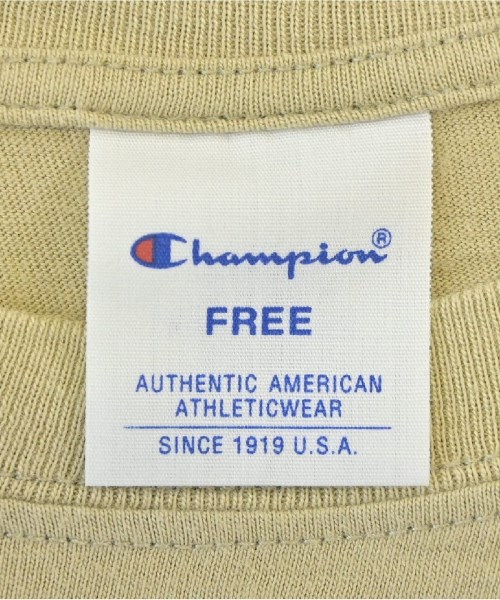 Champion®
FREE
AUTHENTIC AMERICAN
ATHLETICWEAR
SINCE 1919 U.S.A.